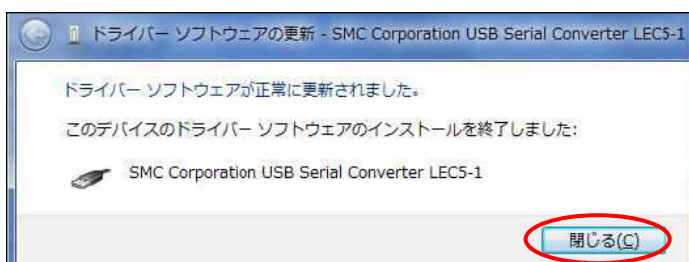 ドライバー ソフトウェアの更新 - SMC Corporation USB Serial Converter LEC5-1
ドライバー ソフトウェアが正常に更新されました。
このデバイスのドライバー ソフトウェアのインストールを終了しました:
SMC Corporation USB Serial Converter LEC5-1
閉じる(C)